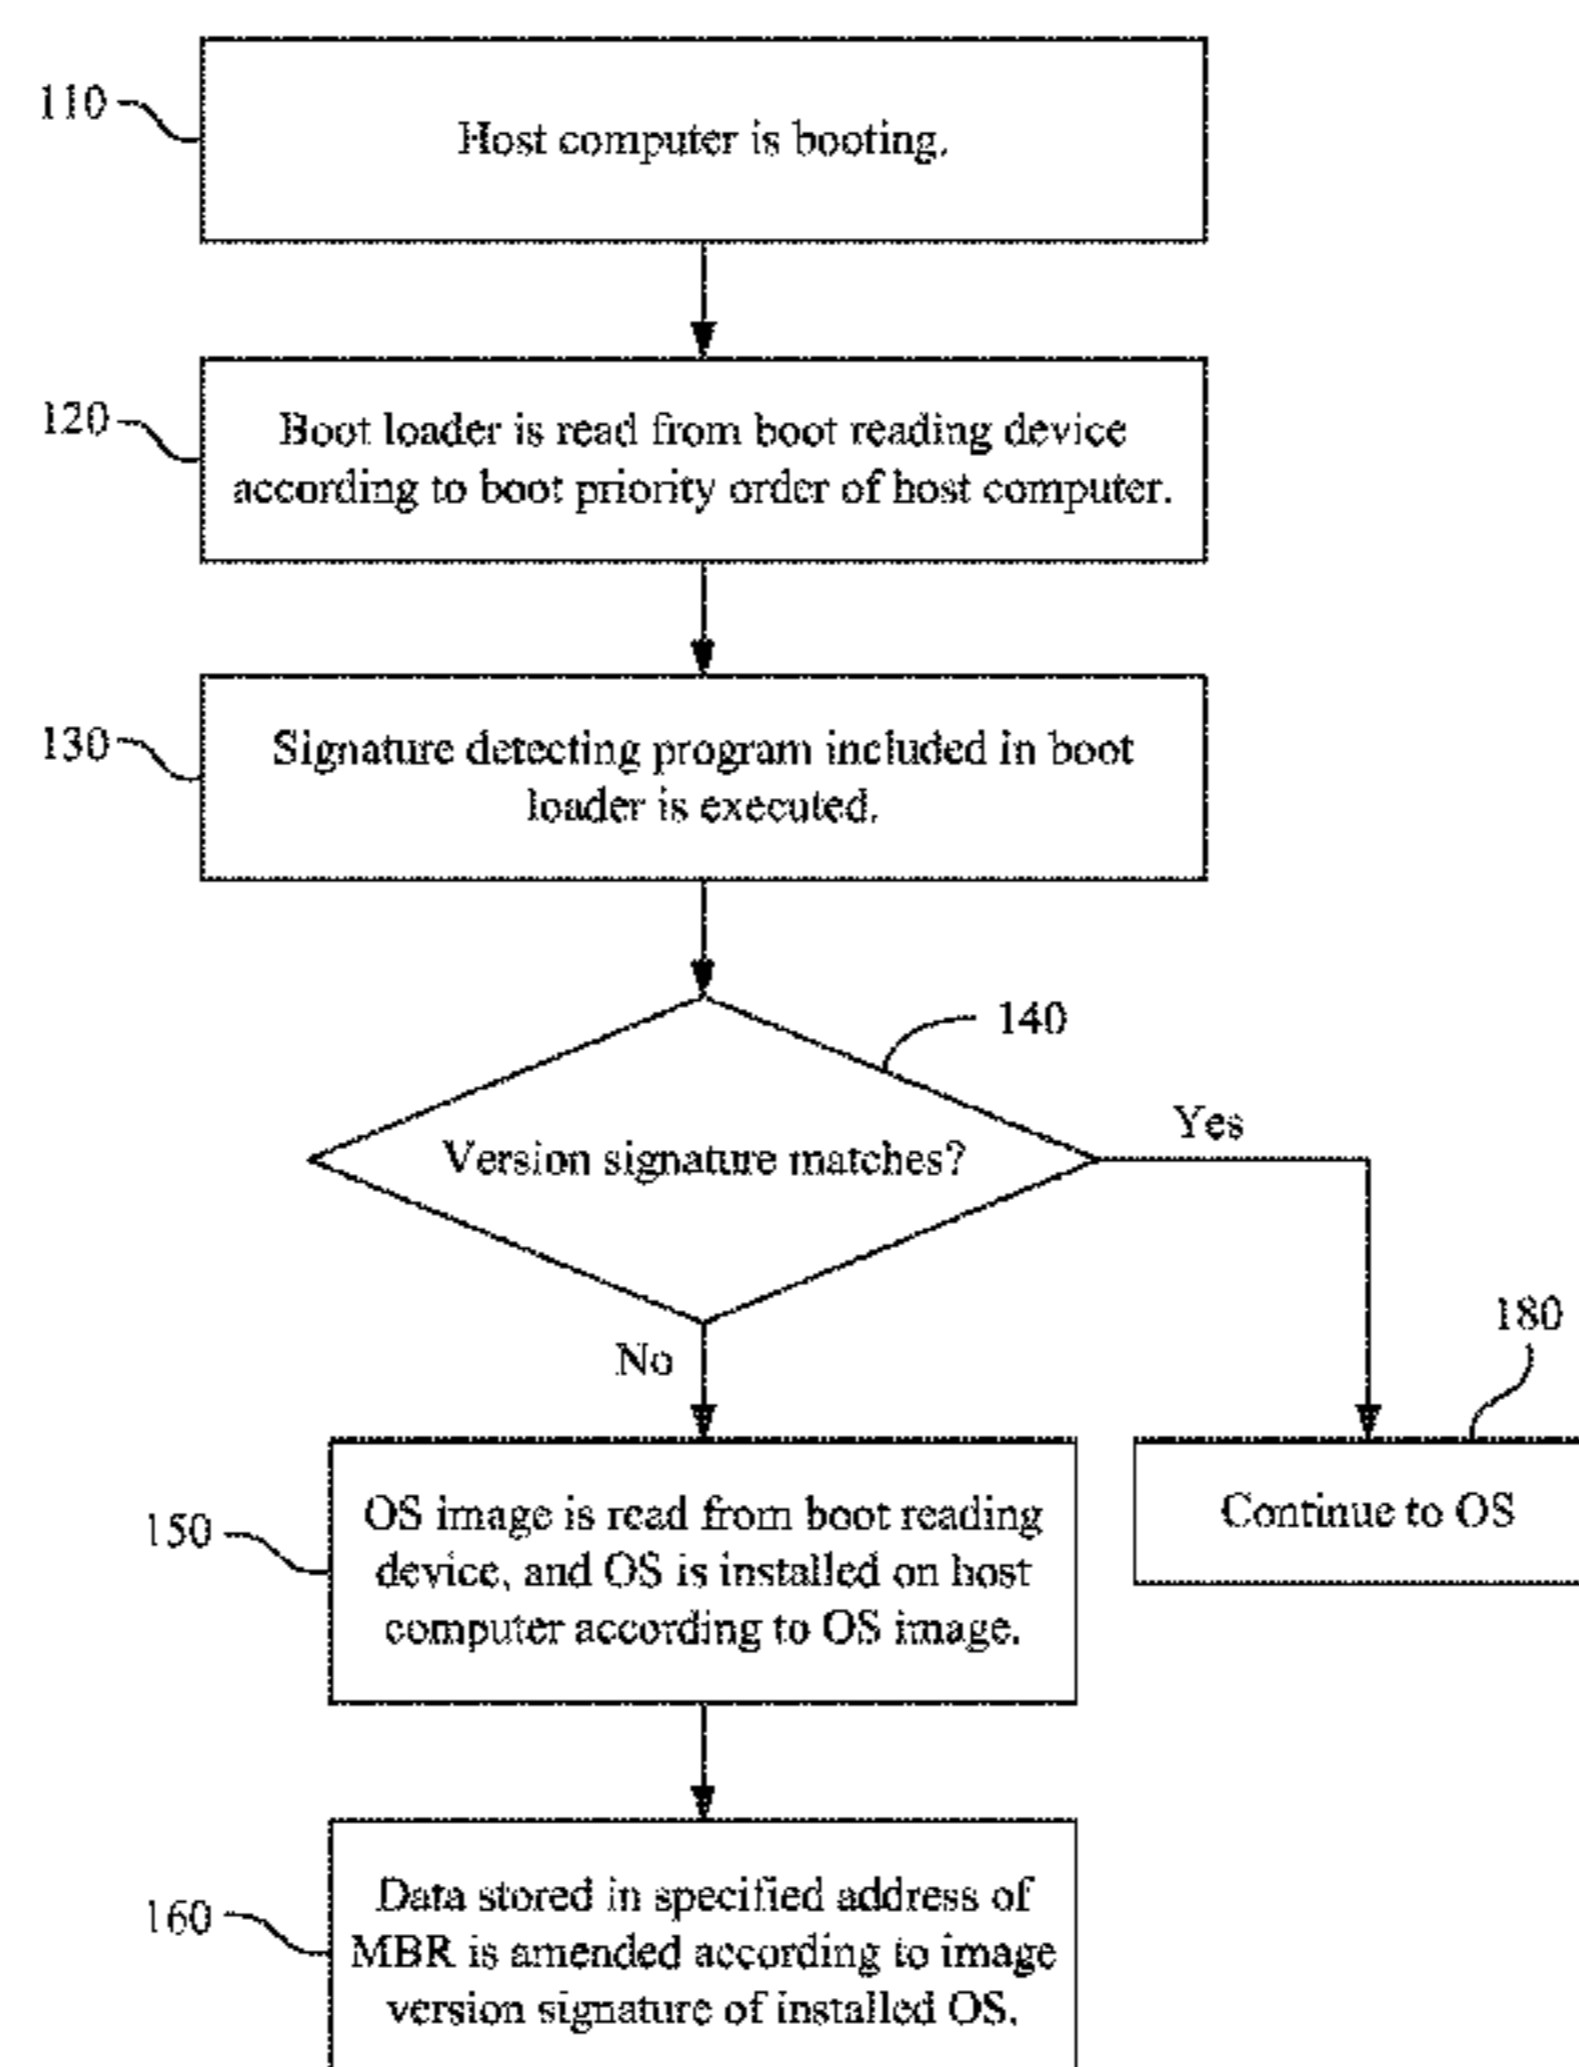 110
Host computer is booting.
120
Boot loader is read from boot reading device
according to boot priority order of host computer.
130
Signature detecting program included in boot
loader is executed.
140
Version signature matches?
Yes
No
180
150
OS image is read from boot reading
device, and OS is installed on host
computer according to OS image.
Continue to OS
160
Data stored in specified address of
MBR is amended according to image
version signature of installed OS.